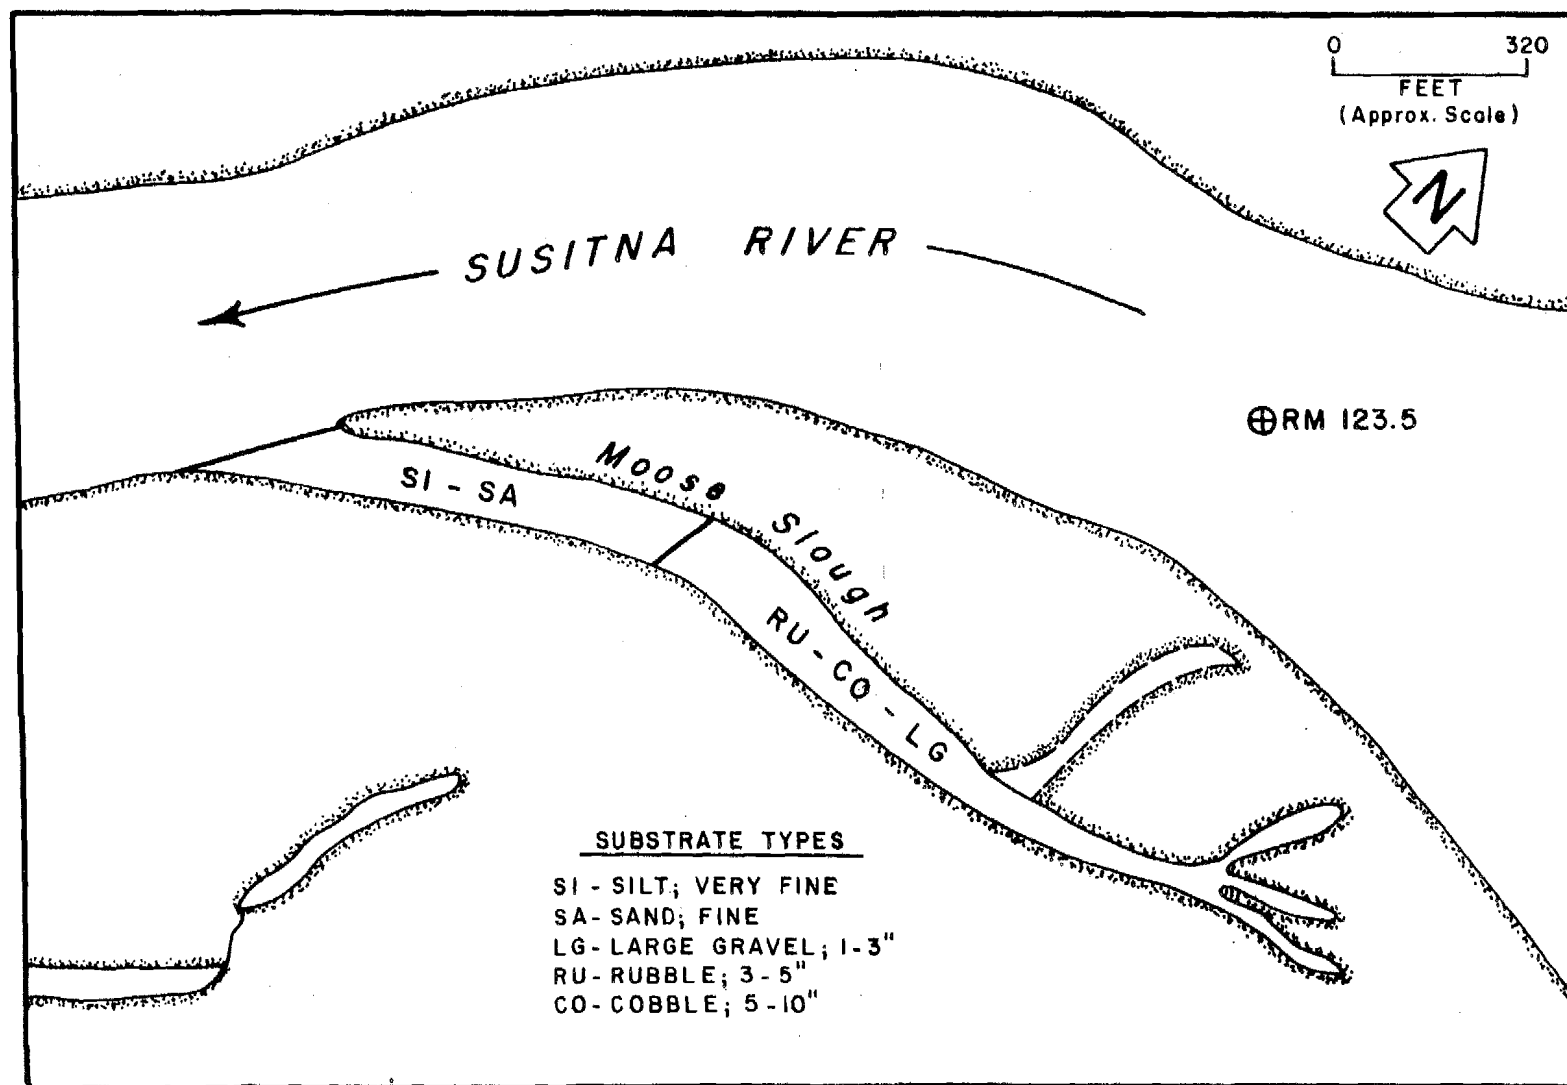 0 320
FEET
(Approx. Scale)
N
SUSITNA RIVER
⊕RM 123.5
Moose Slough
SI - SA
RU - CO - LG
SUBSTRATE TYPES
SI - SILT; VERY FINE
SA - SAND; FINE
LG - LARGE GRAVEL; 1-3"
RU - RUBBLE; 3-5"
CO - COBBLE; 5-10"